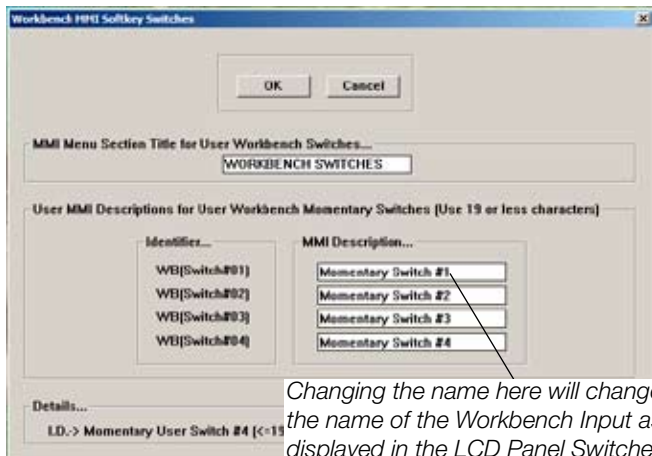 Workbench MMI Softkey Switches
OK Cancel
MMI Menu Section Title for User Workbench Switches...
WORKBENCH SWITCHES
User MMI Descriptions for User Workbench Momentary Switches (Use 19 or less characters)
Identifier... MMI Description...
WB[Switch#01] Momentary Switch #1
WB[Switch#02] Momentary Switch #2
WB[Switch#03] Momentary Switch #3
WB[Switch#04] Momentary Switch #4
Changing the name here will change
Details...
the name of the Workbench Input as
I.D.-> Momentary User Switch #4 [<=19
displayed in the LCD Panel Switche